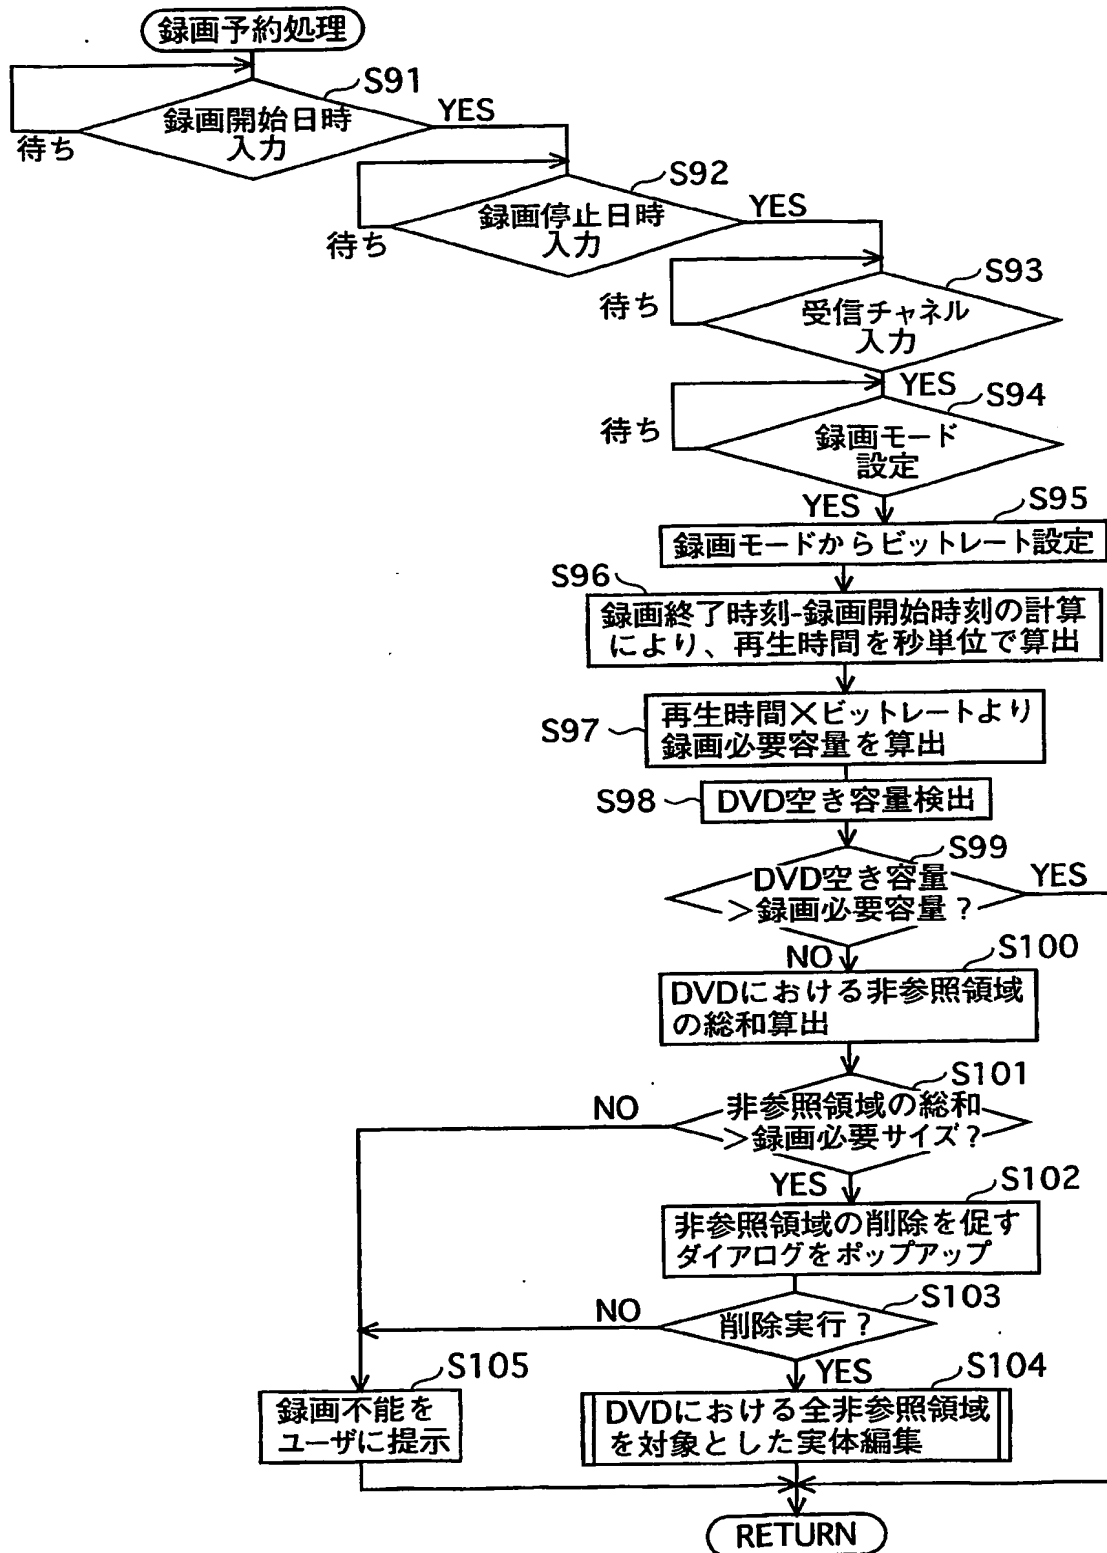 録画予約処理
S91
録画開始日時
入力
YES
待ち
S92
録画停止日時
入力
YES
待ち
S93
受信チャネル
入力
待ち
YES
S94
録画モード
設定
待ち
YES
S95
録画モードからビットレート設定
S96
録画終了時刻-録画開始時刻の計算
により、再生時間を秒単位で算出
S97
再生時間×ビットレートより
録画必要容量を算出
S98
DVD空き容量検出
S99
DVD空き容量
>録画必要容量?
YES
NO
S100
DVDにおける非参照領域
の総和算出
S101
非参照領域の総和
>録画必要サイズ?
NO
YES
S102
非参照領域の削除を促す
ダイアログをポップアップ
S103
削除実行?
NO
YES
S105
録画不能を
ユーザに提示
S104
DVDにおける全非参照領域
を対象とした実体編集
RETURN